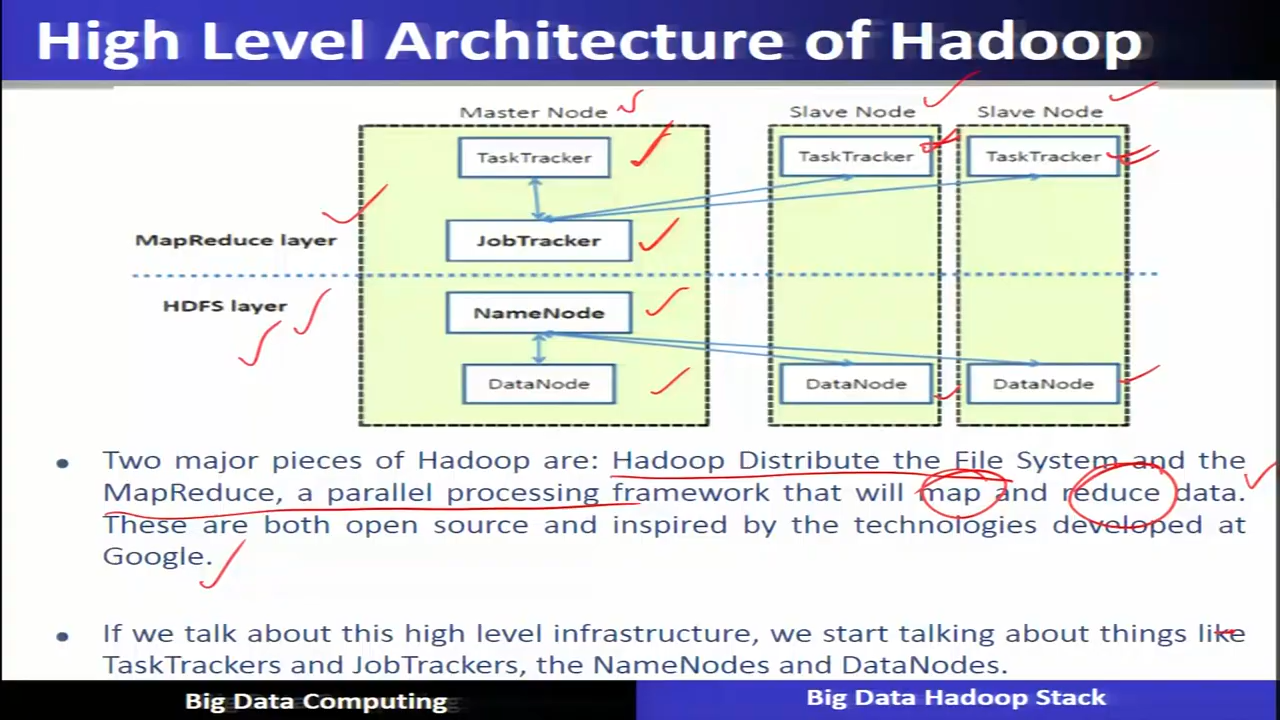 High Level Architecture of Hadoop
Master Node
Slave Node
Slave Node
TaskTracker
TaskTracker
TaskTracker
MapReduce layer
JobTracker
HDFS layer
NameNode
DataNode
DataNode
DataNode
• Two major pieces of Hadoop are: Hadoop Distribute the File System and the
MapReduce, a parallel processing framework that will map and reduce data.
These are both open source and inspired by the technologies developed at
Google.
• If we talk about this high level infrastructure, we start talking about things like
TaskTrackers and JobTrackers, the NameNodes and DataNodes.
Big Data Computing
Big Data Hadoop Stack